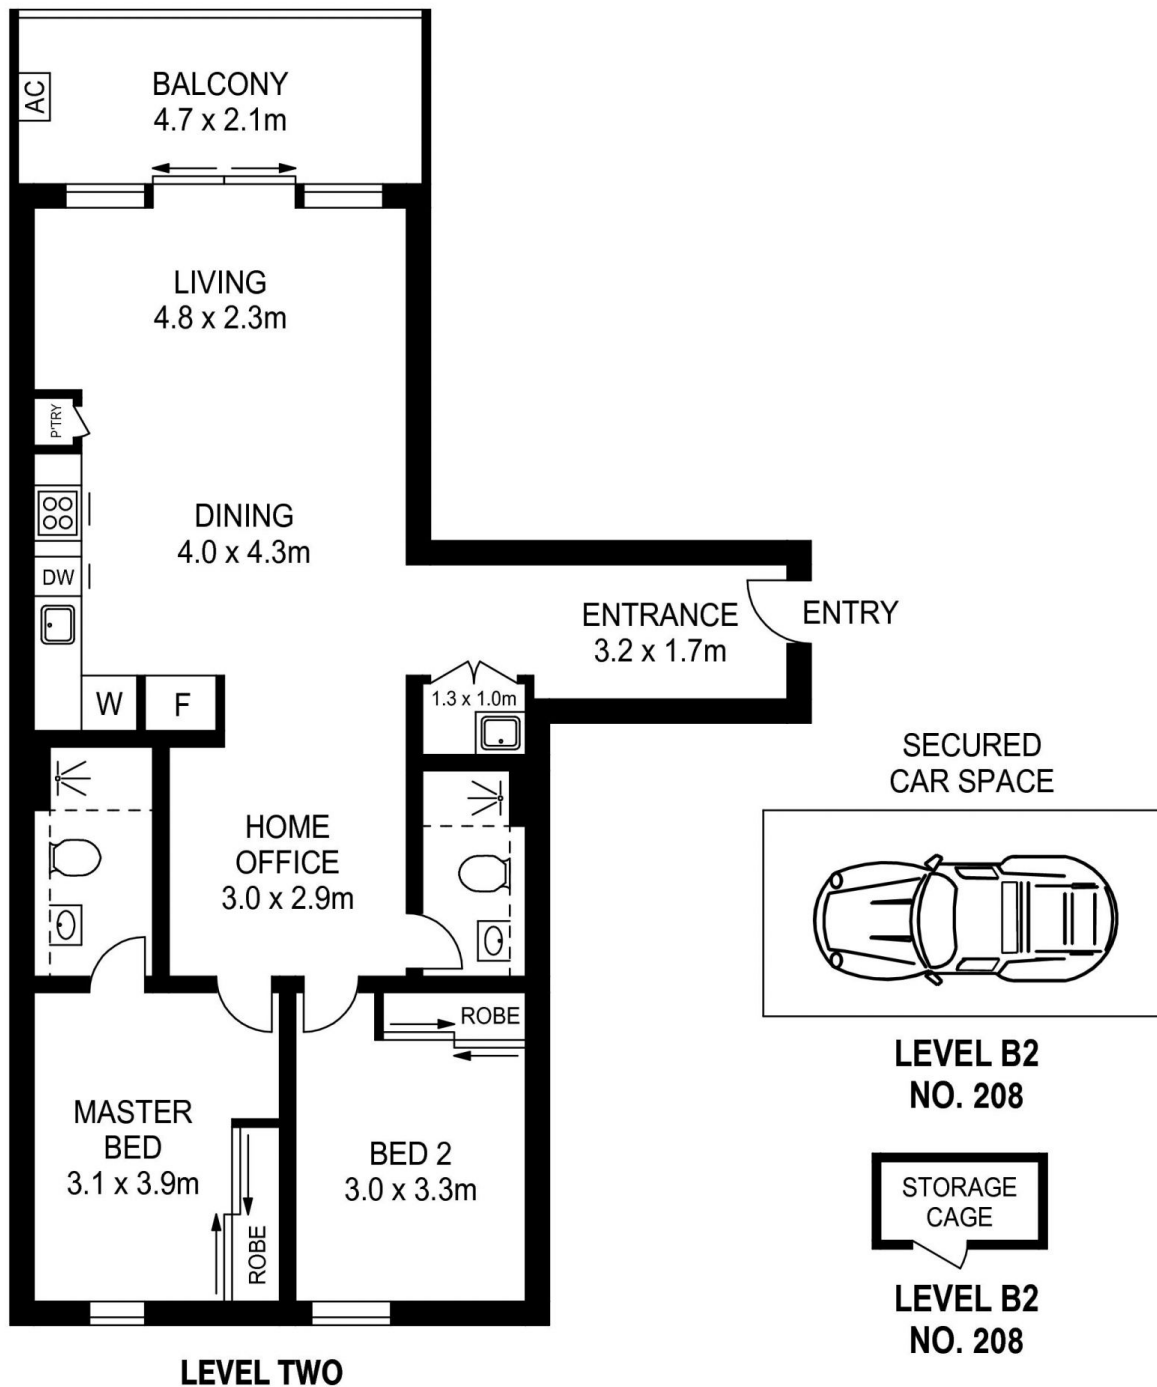 BALCONY
4.7 x 2.1m
AC
LIVING
4.8 x 2.3m
P'TRY
DINING
4.0 x 4.3m
DW
ENTRANCE
3.2 x 1.7m
ENTRY
W
F
1.3 x 1.0m
HOME
OFFICE
3.0 x 2.9m
SECURED
CAR SPACE
LEVEL B2
NO. 208
ROBE
MASTER
BED
3.1 x 3.9m
ROBE
BED 2
3.0 x 3.3m
STORAGE
CAGE
LEVEL B2
NO. 208
LEVEL TWO